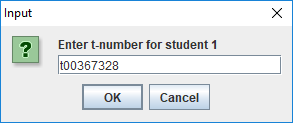 Input
Enter t-number for student 1
t00367328
OK Cancel